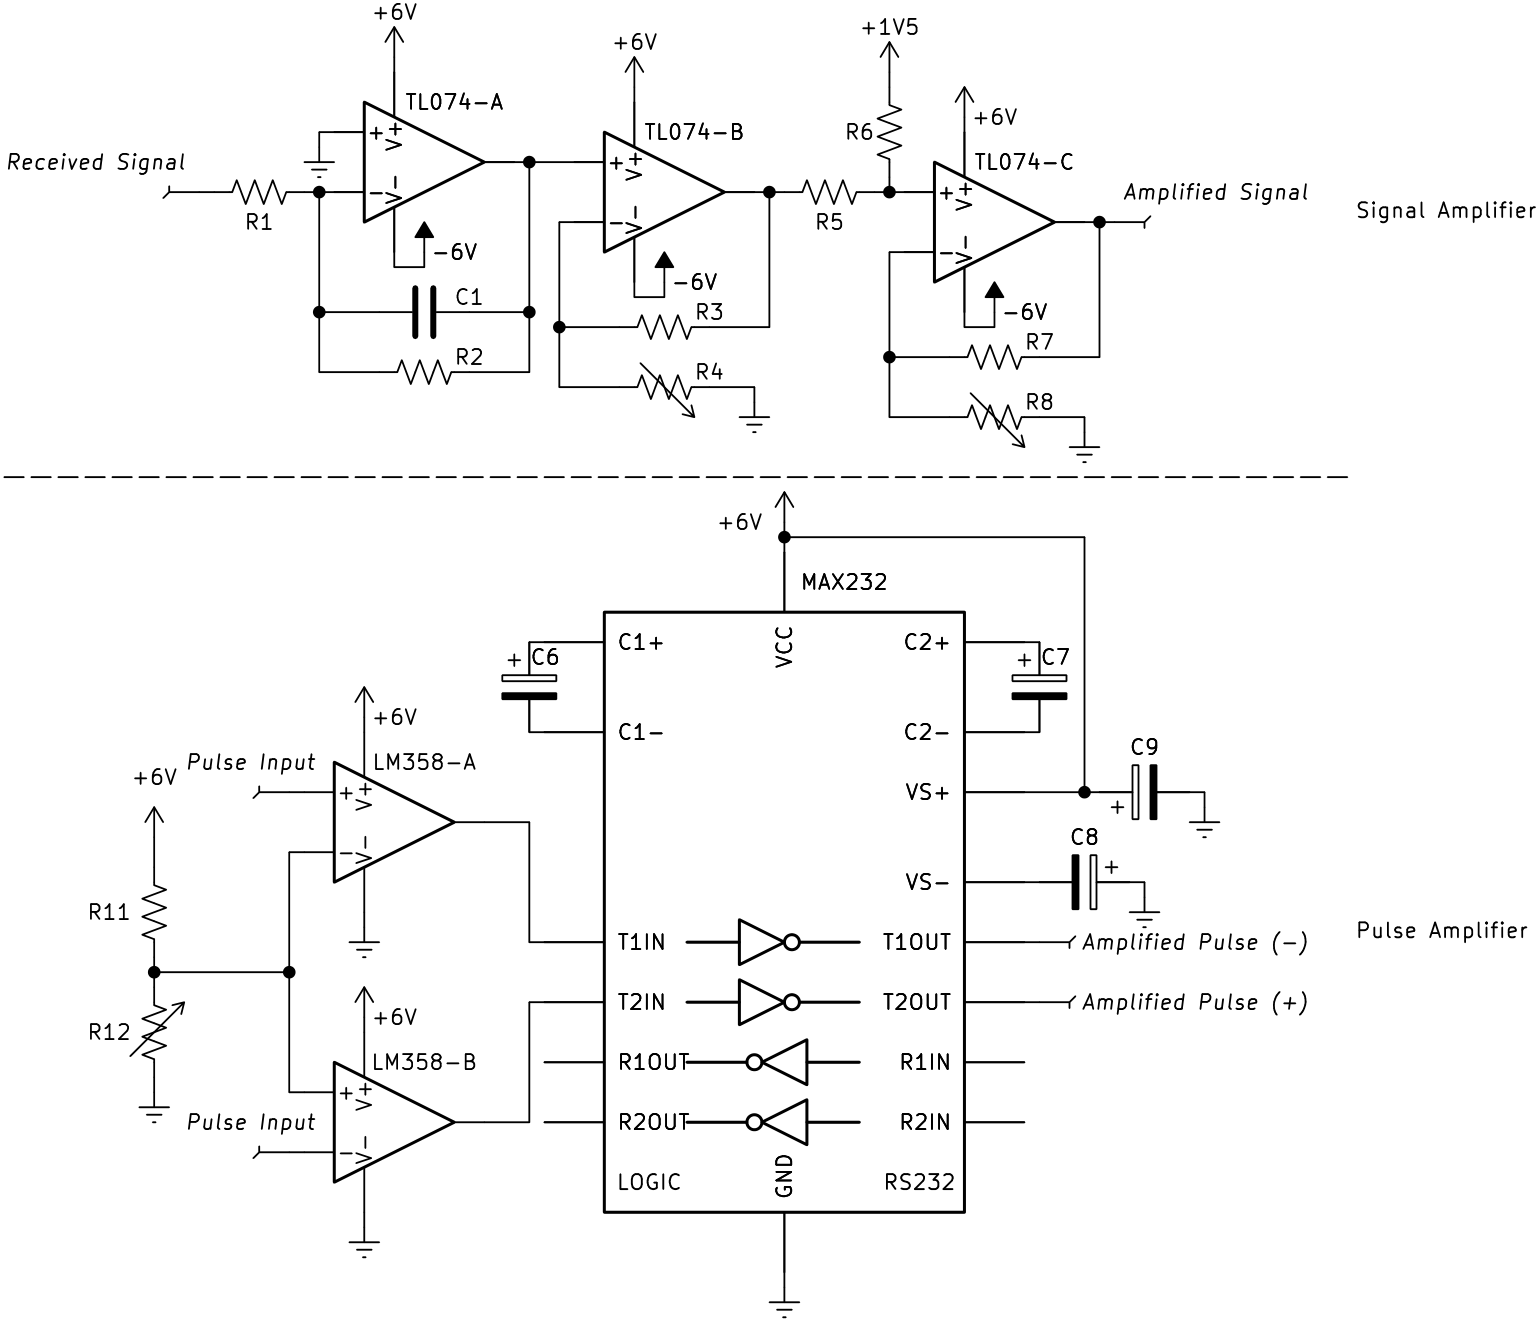 +6V
TL074-A
+
V+
-
V-
Received Signal
R1
-6V
C1
R2
+6V
TL074-B
+
V+
-
V-
-6V
R3
R4
+1V5
R6
R5
+6V
TL074-C
+
V+
-
V-
-6V
R7
R8
Amplified Signal
Signal Amplifier
+6V
MAX232
VCC
C1+
C2+
+
C6
+
C7
C1-
C2-
C9
VS+
+
C8
VS-
+
T1IN
T1OUT
Amplified Pulse (-)
T2IN
T2OUT
Amplified Pulse (+)
R1OUT
R1IN
R2OUT
R2IN
GND
LOGIC
RS232
Pulse Amplifier
+6V
LM358-A
Pulse Input
+
V+
-
V-
+6V
R11
R12
+6V
LM358-B
+
V+
-
V-
Pulse Input